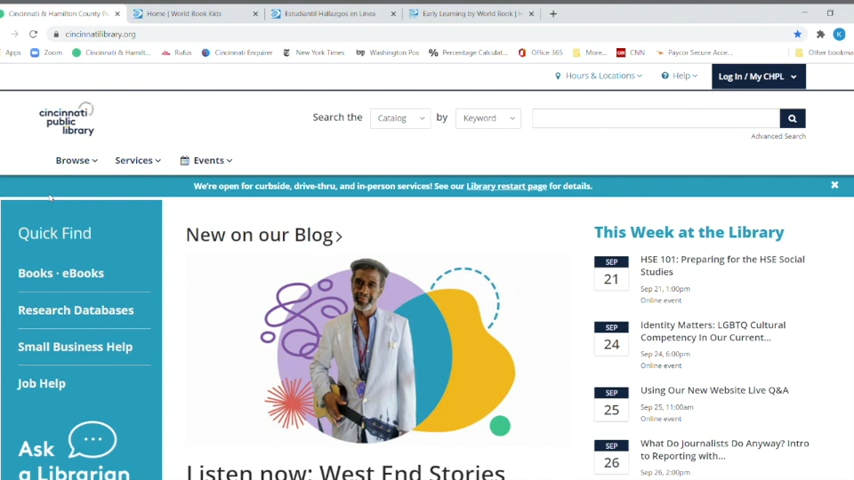 Cincinnati & Hamilton County P
Home | World Book Kids
Estudiantil Hallazgos en Línea
Early Learning by World Book |
cincinnatilibrary.org
Apps
Zoom
Cincinnati & Hamilt...
Rufus
Cincinnati Enquirer
New York Times
Washington Pos
Percentage Calculat...
Office 365
More...
CNN
Paycor Secure Acce...
Other bookma
Hours & Locations
Help
Log In / My CHPL
cincinnati
public
library
Search the
Catalog
by
Keyword
Advanced Search
Browse
Services
Events
We're open for curbside, drive-thru, and in-person services! See our Library restart page for details.
Quick Find
Books · eBooks
Research Databases
Small Business Help
Job Help
Ask
a Librarian
New on our Blog
Listen now: West End Stories
This Week at the Library
SEP
21
HSE 101: Preparing for the HSE Social
Studies
Sep 21, 1:00pm
Online event
SEP
24
Identity Matters: LGBTQ Cultural
Competency In Our Current...
Sep 24, 6:00pm
Online event
SEP
25
Using Our New Website Live Q&A
Sep 25, 11:00am
Online event
SEP
26
What Do Journalists Do Anyway? Intro
to Reporting with...
Sep 26, 2:00pm